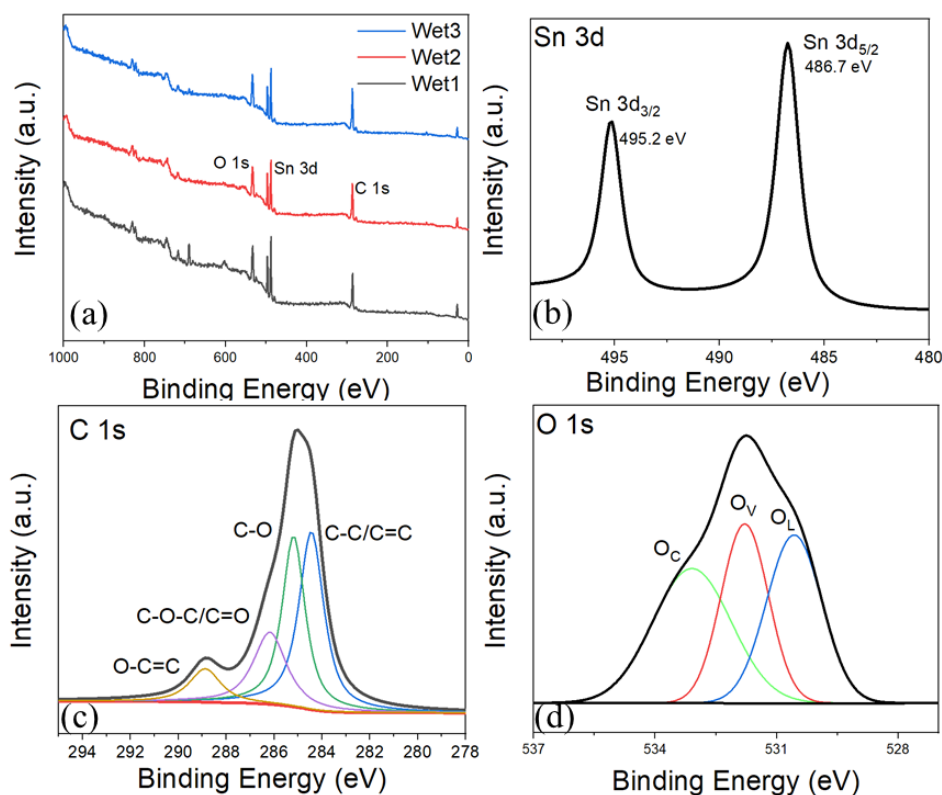 Wet3
Wet2
Wet1
O 1s
Sn 3d
C 1s
(a)
1000 800 600 400 200 0
Binding Energy (eV)
Intensity (a.u.)
Sn 3d
Sn 3d5/2
486.7 eV
Sn 3d3/2
495.2 eV
(b)
495 490 485 480
Binding Energy (eV)
Intensity (a.u.)
C 1s
C-O
C-C/C=C
C-O-C/C=O
O-C=C
(c)
294 292 290 288 286 284 282 280 278
Binding Energy (eV)
Intensity (a.u.)
O 1s
OC
OV
OL
(d)
537 534 531 528
Binding Energy (eV)
Intensity (a.u.)